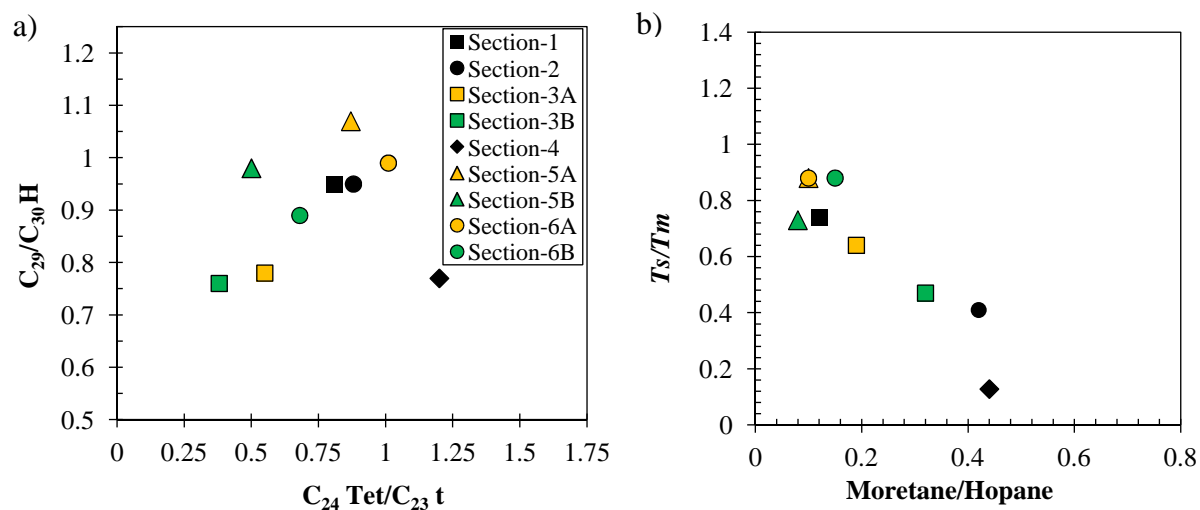 a)
C₂₉/C₃₀H
1.2
1.1
1
0.9
0.8
0.7
0.6
0.5
0
0.25
0.5
0.75
1
1.25
1.5
1.75
C₂₄ Tet/C₂₃ t
Section-1
Section-2
Section-3A
Section-3B
Section-4
Section-5A
Section-5B
Section-6A
Section-6B
b)
Ts/Tm
1.4
1.2
1
0.8
0.6
0.4
0.2
0
0
0.2
0.4
0.6
0.8
Moretane/Hopane